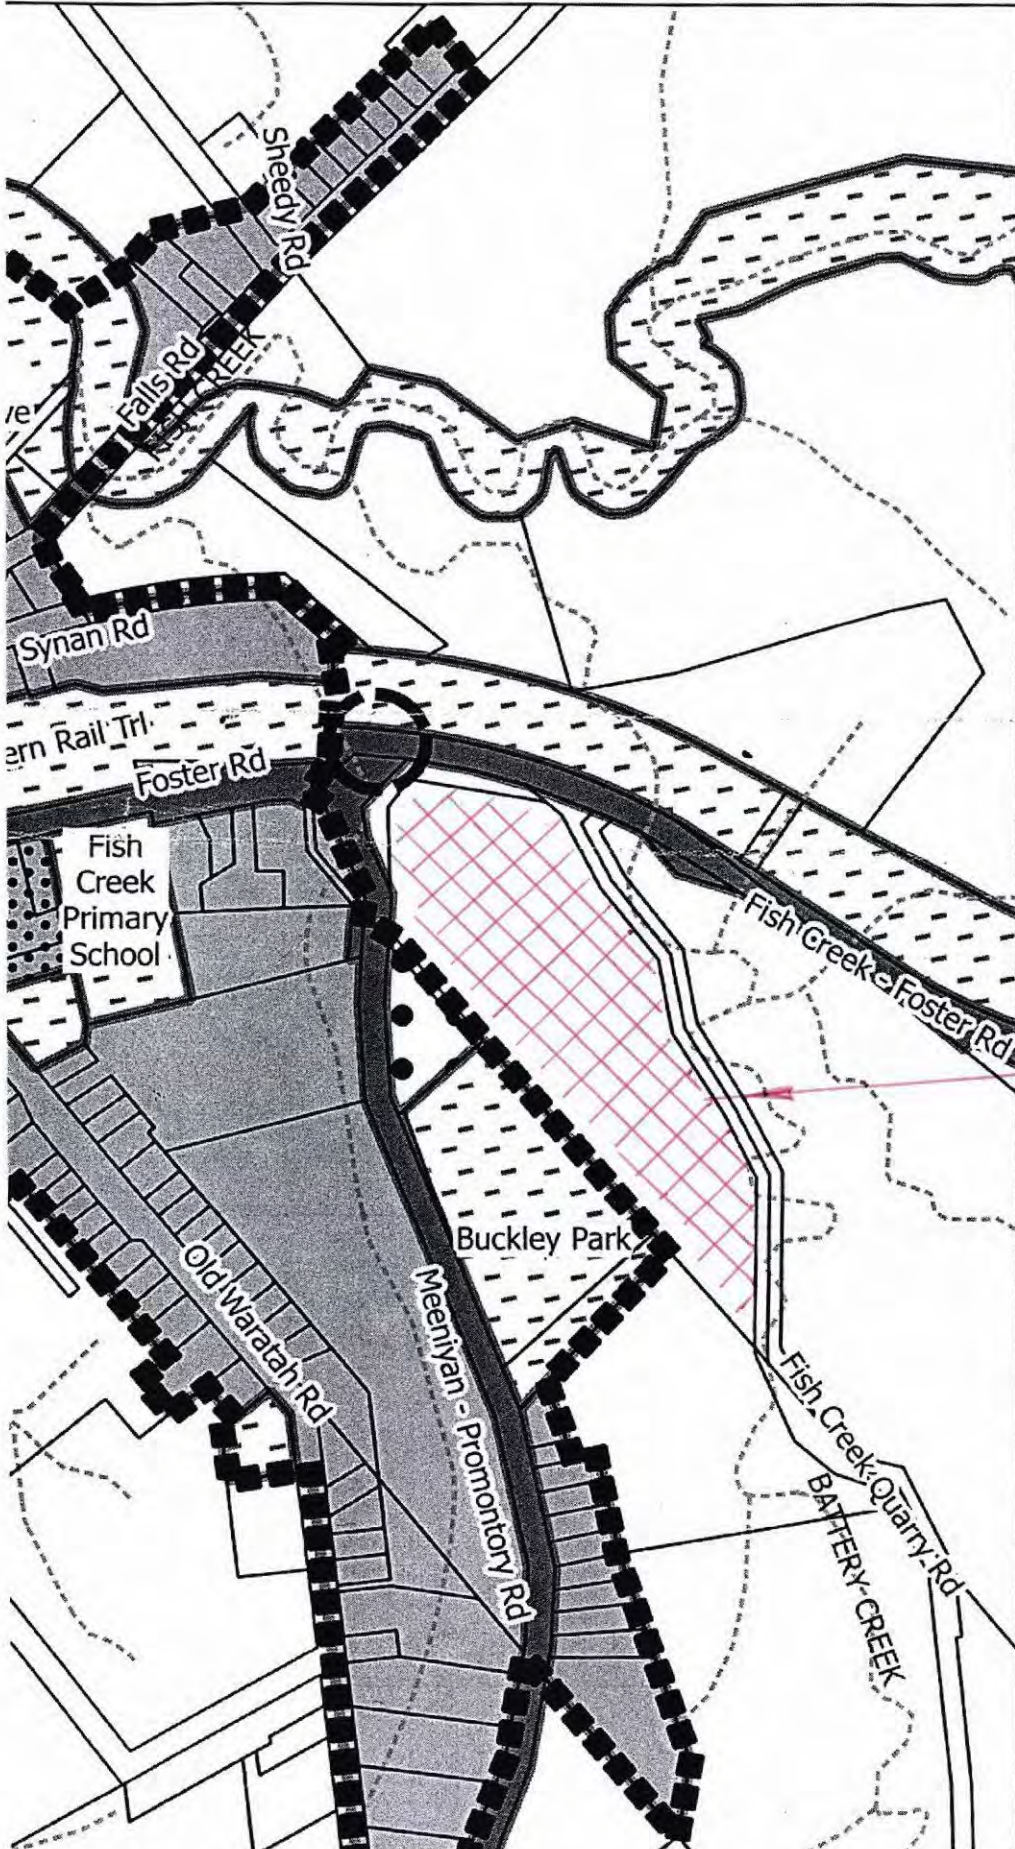 Sheedy Rd
Falls Rd
ve
Synan Rd
ern Rail Trl
Foster Rd
Fish
Creek
Primary
School
Fish Creek - Foster Rd
Buckley Park
Old Waratah Rd
Meeniyan - Promontory Rd
Fish Creek Quarry Rd
BATTERY CREEK